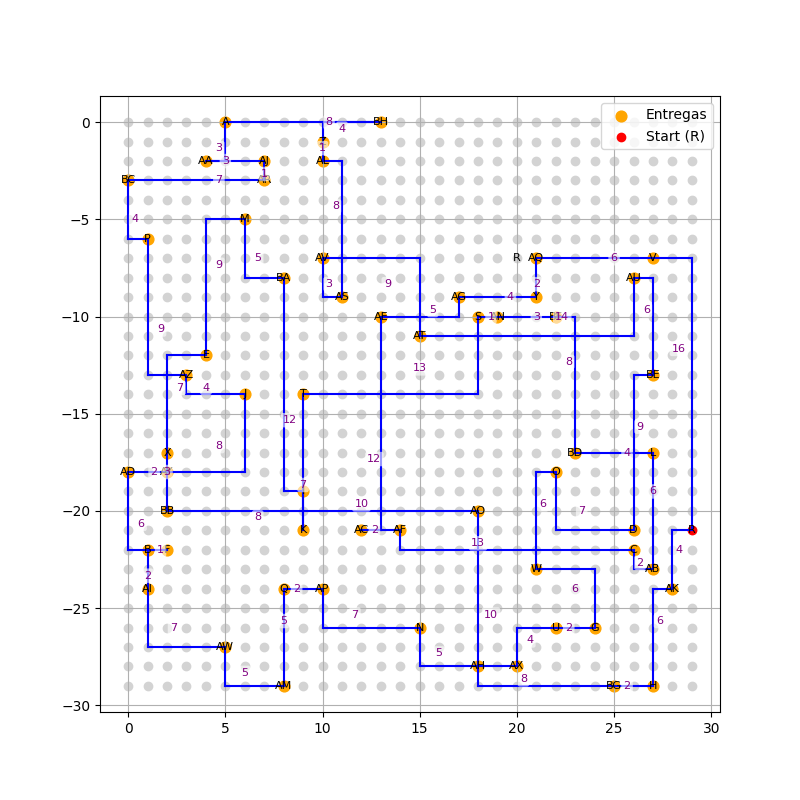 Entregas
Start (R)
0
−5
−10
−15
−20
−25
−30
0 5 10 15 20 25 30
A 8 4 BH
3 1
AA 3 AJ 1 AL
7
4 P
M
9 5 8
BA
AV 3 AS 9
R AQ 6 V
2 Y
AG 4 5
AE
S 1 3 14
AT 13
AU 6
16
8
9
E
AZ
7 4
BE
T
12
X
AD 2 3
8
BD 4 L
O
7
6 7
6
BB 8 10 AO
12
K
AC 2 AF
13
D
6
B 1
2
C
2 AB
W
4
AK
AI
Q 2 AP
6
7
5
7
10
N
4
U 2 G
6
AW
5
5
AH AX
8
AM
BG 2 H